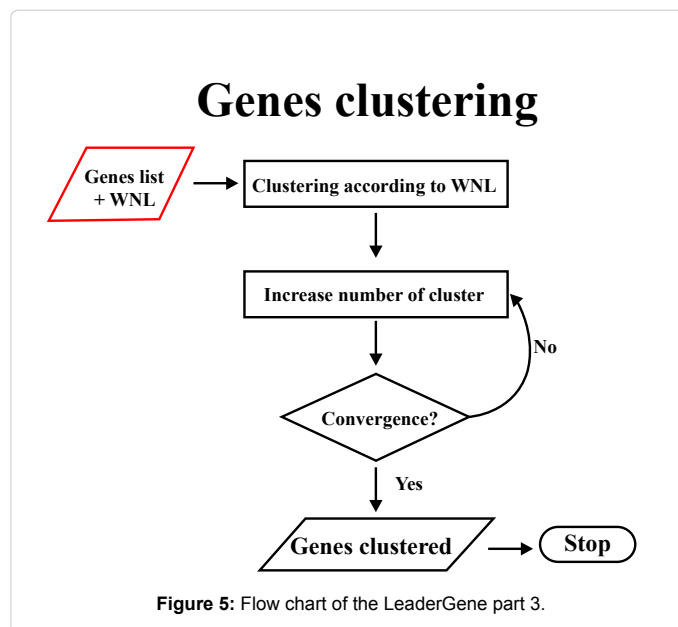 Genes clustering
Genes list
+ WNL
Clustering according to WNL
Increase number of cluster
No
Convergence?
Yes
Genes clustered
Stop
Figure 5: Flow chart of the LeaderGene part 3.